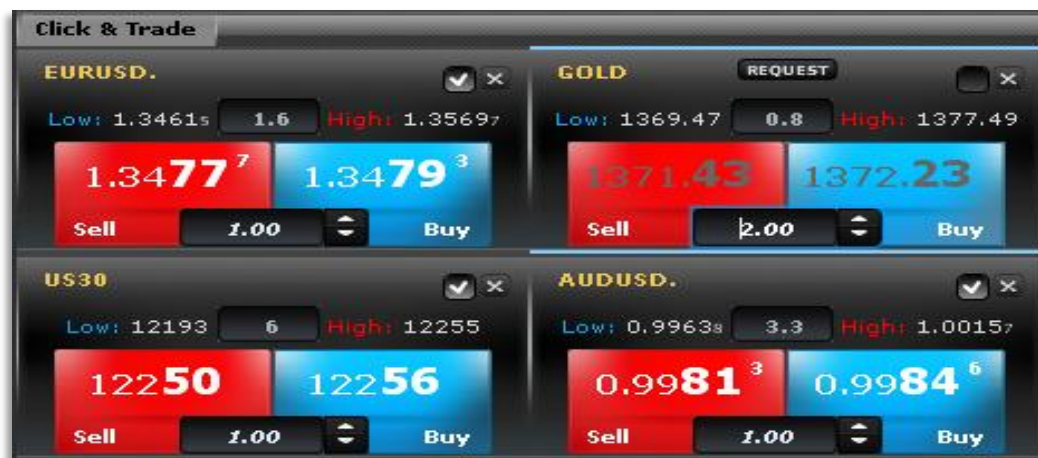 Click & Trade
EURUSD.
Low: 1.34615 1.6 High: 1.35697
1.34777 1.34793
Sell 1.00 Buy
GOLD REQUEST
Low: 1369.47 0.8 High: 1377.49
1371.43 1372.23
Sell 2.00 Buy
US30
Low: 12193 6 High: 12255
12250 12256
Sell 1.00 Buy
AUDUSD.
Low: 0.99638 3.3 High: 1.00157
0.99813 0.99846
Sell 1.00 Buy